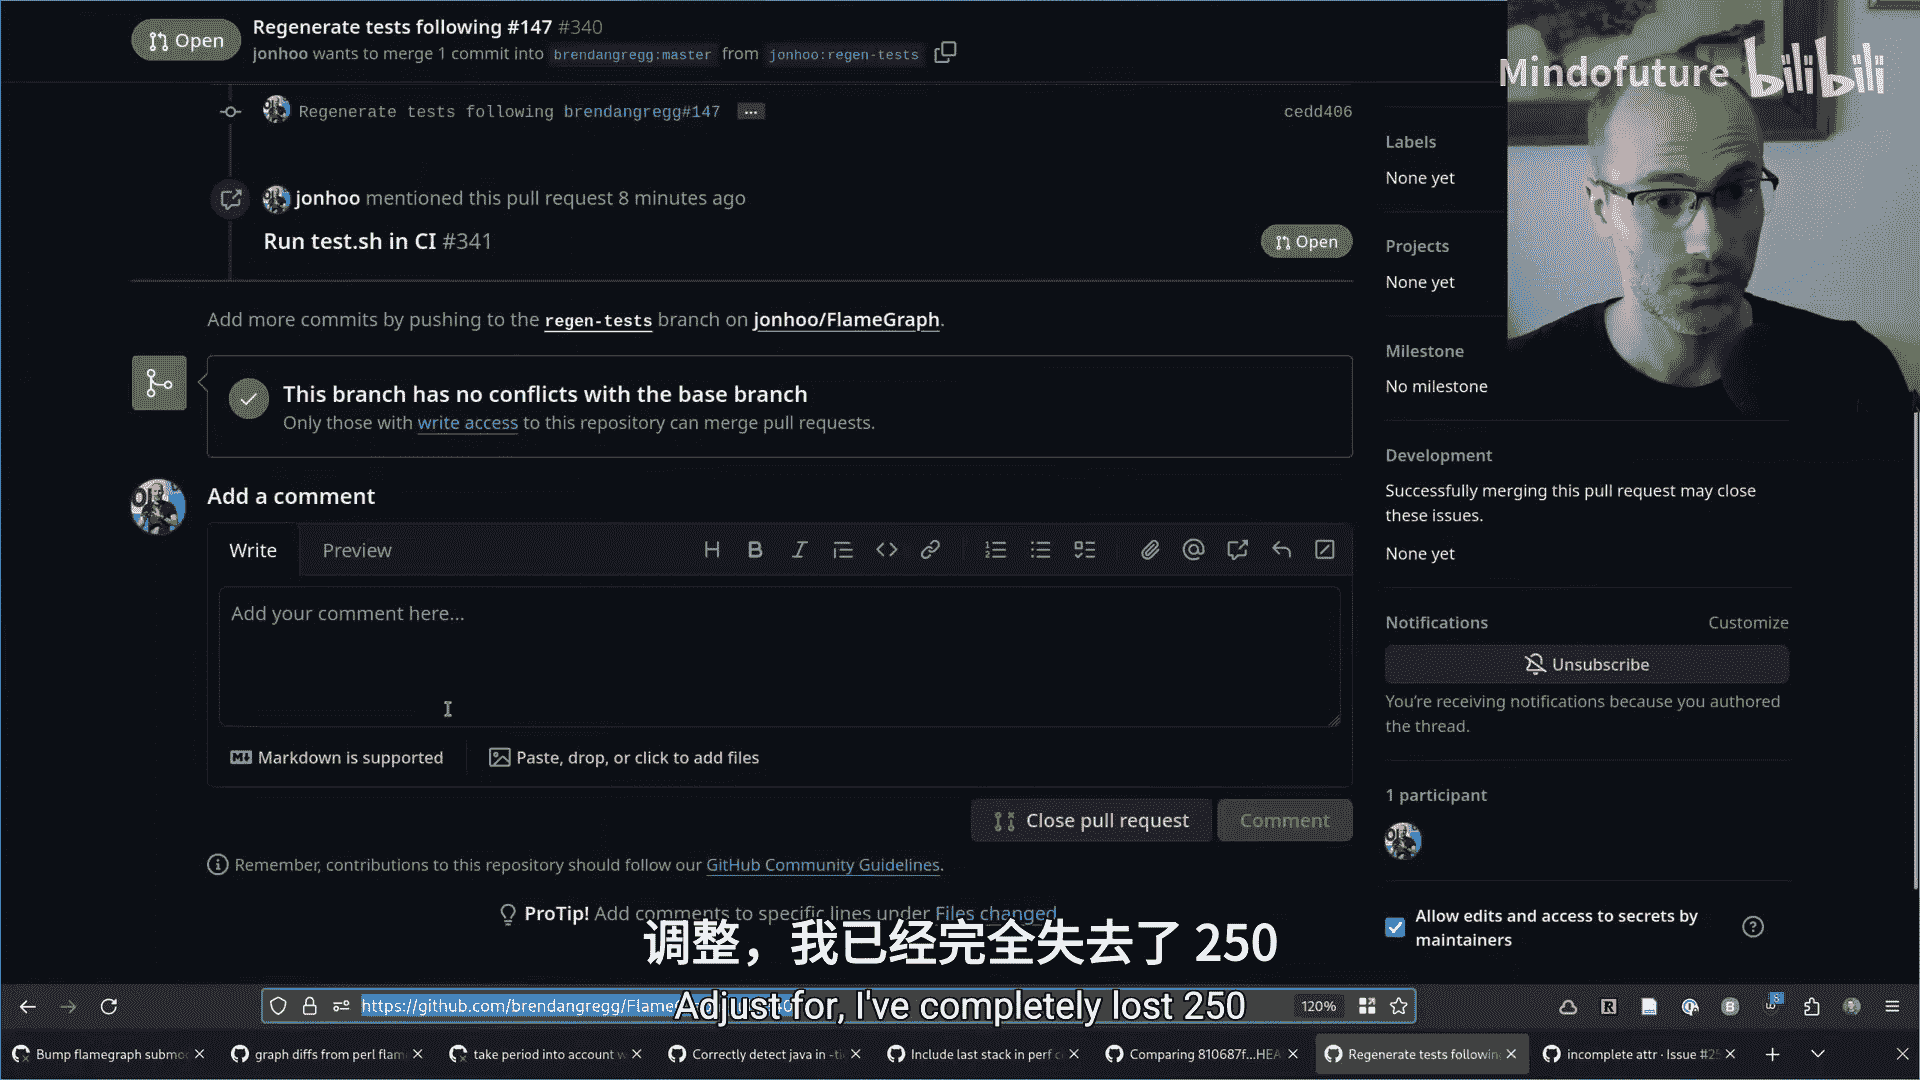 Open
Regenerate tests following #147 #340
jonhoo wants to merge 1 commit into brendangregg:master from jonhoo:regen-tests
Mindofuture bilibili
Regenerate tests following brendangregg#147 ...
cedd406
jonhoo mentioned this pull request 8 minutes ago
Run test.sh in CI #341
Open
Add more commits by pushing to the regen-tests branch on jonhoo/FlameGraph.
This branch has no conflicts with the base branch
Only those with write access to this repository can merge pull requests.
Add a comment
Write
Preview
Add your comment here...
Markdown is supported
Paste, drop, or click to add files
Close pull request
Comment
Remember, contributions to this repository should follow our GitHub Community Guidelines.
ProTip! Add comments to specific lines under Files changed.
Labels
None yet
Projects
None yet
Milestone
No milestone
Development
Successfully merging this pull request may close
these issues.
None yet
Notifications
Customize
Unsubscribe
You're receiving notifications because you authored
the thread.
1 participant
Allow edits and access to secrets by
maintainers
调整，我已经完全失去了 250
Adjust for, I've completely lost 250
https://github.com/brendangregg/Flame
120%
Bump flamegraph submo
graph diffs from perl flam
take period into account w
Correctly detect java in -ti
Include last stack in perf c
Comparing 810687f...HEA
Regenerate tests followin
incomplete attr · Issue #25